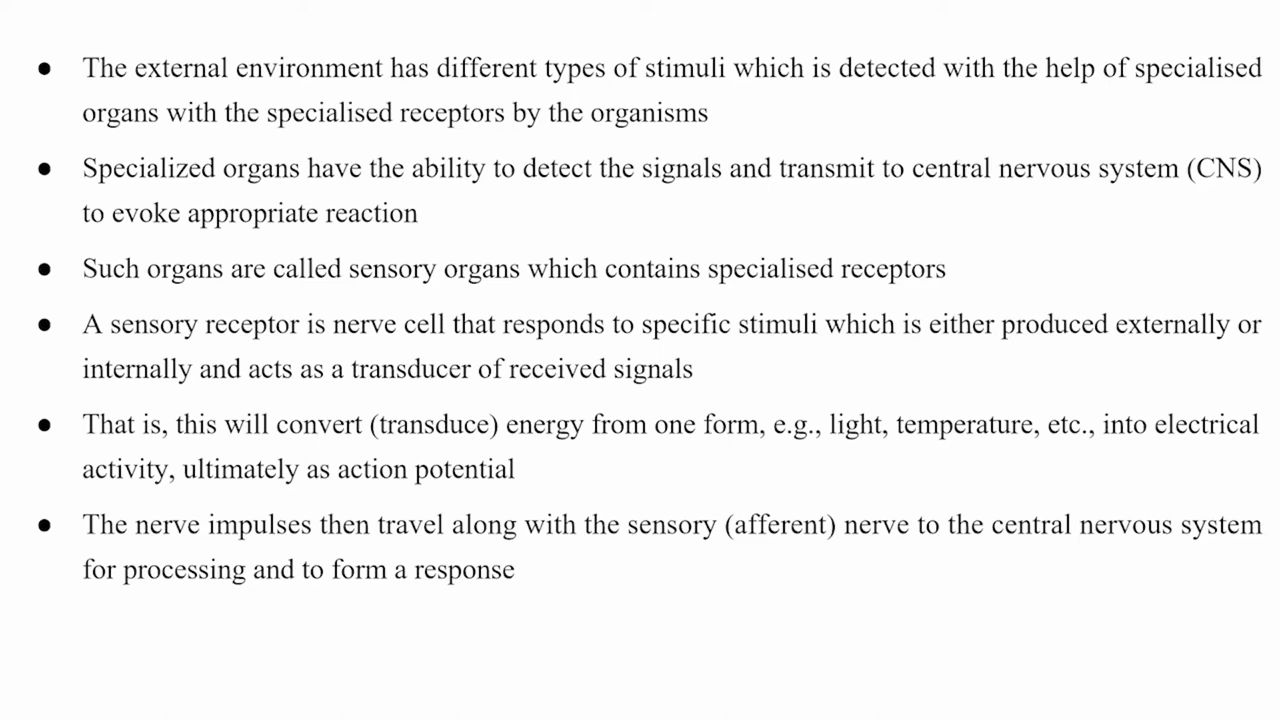 ● The external environment has different types of stimuli which is detected with the help of specialised
organs with the specialised receptors by the organisms
● Specialized organs have the ability to detect the signals and transmit to central nervous system (CNS)
to evoke appropriate reaction
● Such organs are called sensory organs which contains specialised receptors
● A sensory receptor is nerve cell that responds to specific stimuli which is either produced externally or
internally and acts as a transducer of received signals
● That is, this will convert (transduce) energy from one form, e.g., light, temperature, etc., into electrical
activity, ultimately as action potential
● The nerve impulses then travel along with the sensory (afferent) nerve to the central nervous system
for processing and to form a response